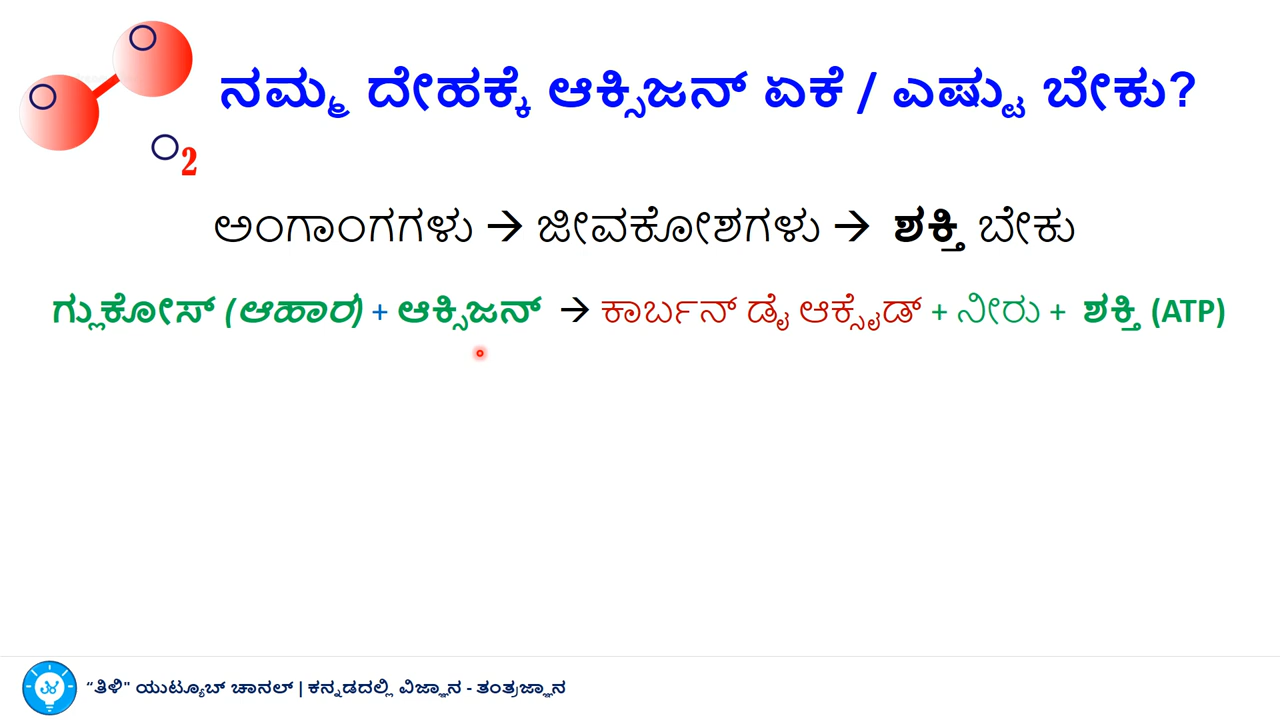 ನಮ್ಮ ದೇಹಕ್ಕೆ ಆಕ್ಸಿಜನ್ ಏಕೆ / ಎಷ್ಟು ಬೇಕು?
O2
ಅಂಗಾಂಗಗಳು → ಜೀವಕೋಶಗಳು → ಶಕ್ತಿ ಬೇಕು
ಗ್ಲುಕೋಸ್ (ಆಹಾರ) + ಆಕ್ಸಿಜನ್ → ಕಾರ್ಬನ್ ಡೈ ಆಕ್ಸೈಡ್ + ನೀರು + ಶಕ್ತಿ (ATP)
“ತಿಳಿ" ಯುಟ್ಯೂಬ್ ಚಾನಲ್ | ಕನ್ನಡದಲ್ಲಿ ವಿಜ್ಞಾನ - ತಂತ್ರಜ್ಞಾನ